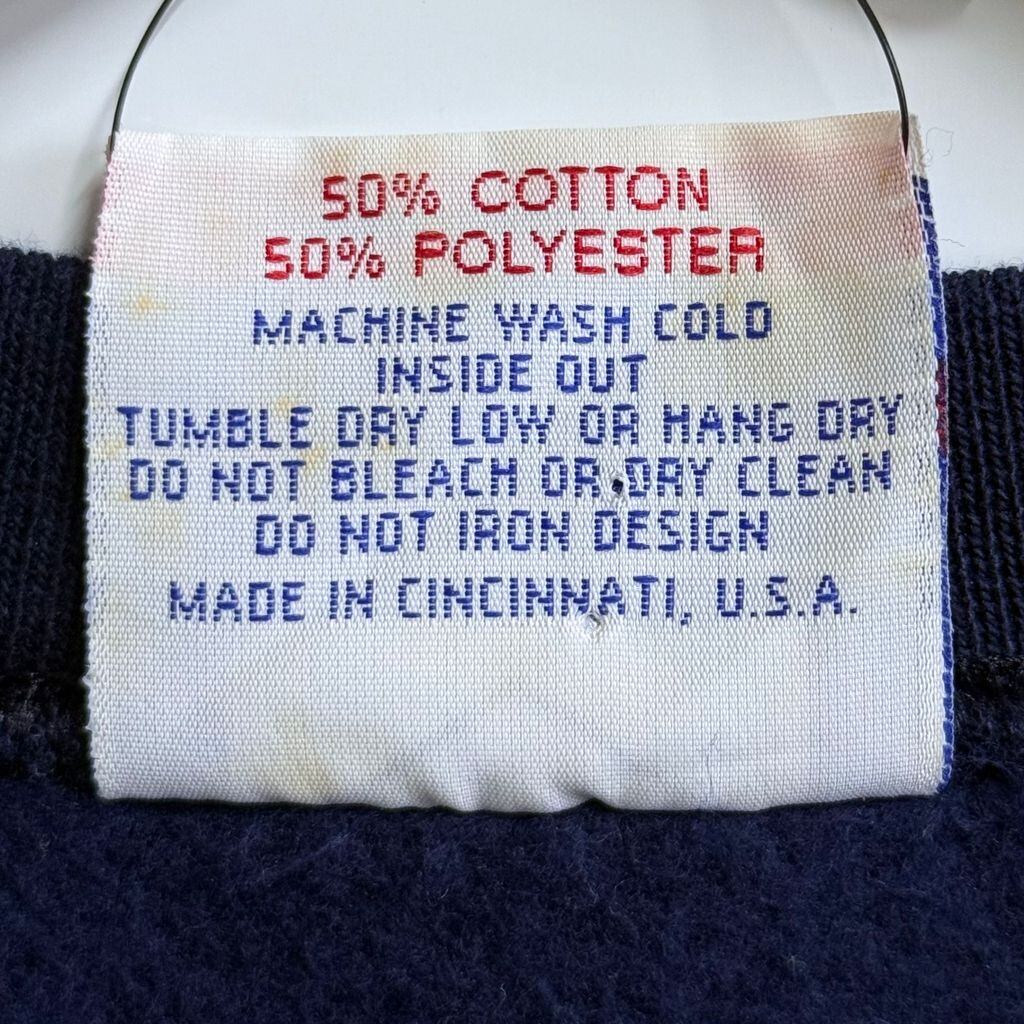 50% COTTON
50% POLYESTER
MACHINE WASH COLD
INSIDE OUT
TUMBLE DRY LOW OR HANG DRY
DO NOT BLEACH OR DRY CLEAN
DO NOT IRON DESIGN
MADE IN CINCINNATI, U.S.A.